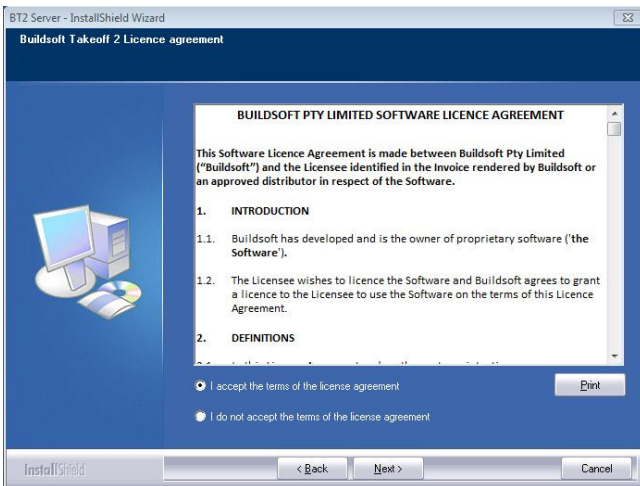 BT2 Server - InstallShield Wizard
Buildsoft Takeoff 2 Licence agreement
BUILDSOFT PTY LIMITED SOFTWARE LICENCE AGREEMENT
This Software Licence Agreement is made between Buildsoft Pty Limited
("Buildsoft") and the Licensee identified in the Invoice rendered by Buildsoft or
an approved distributor in respect of the Software.
1. INTRODUCTION
1.1. Buildsoft has developed and is the owner of proprietary software ('the
Software').
1.2. The Licensee wishes to licence the Software and Buildsoft agrees to grant
a licence to the Licensee to use the Software on the terms of this Licence
Agreement.
2. DEFINITIONS
I accept the terms of the license agreement
Print
I do not accept the terms of the license agreement
InstallShield
< Back
Next >
Cancel